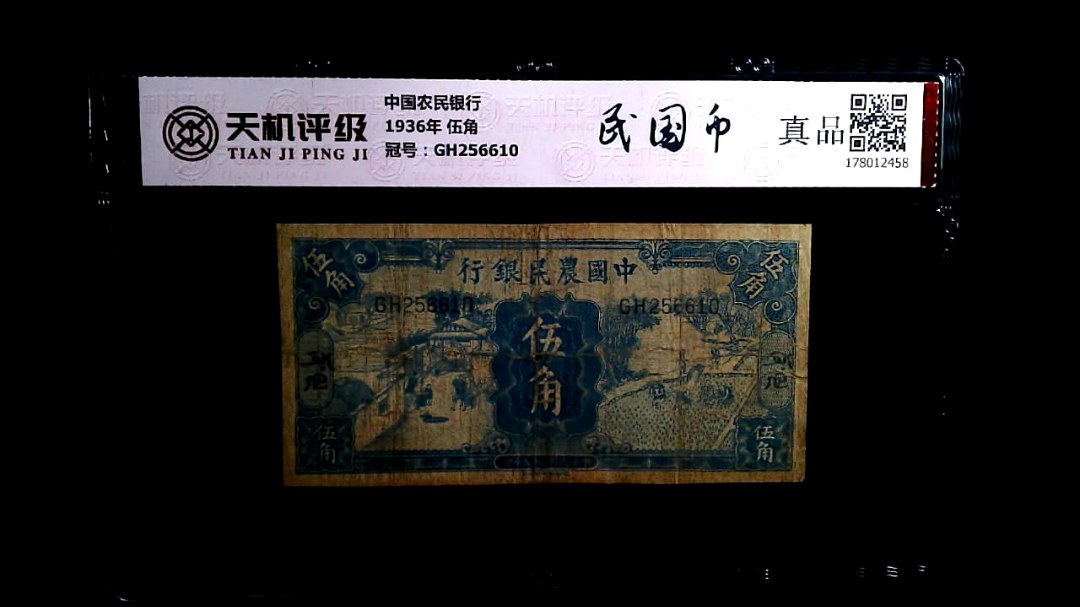 天机评级
TIAN JI PING JI
中国农民银行
1936年 伍角
冠号：GH256610
民国币
真品
178012458
伍角
行銀民農國中
伍角
GH256610
GH256610
伍角
伍角
伍角